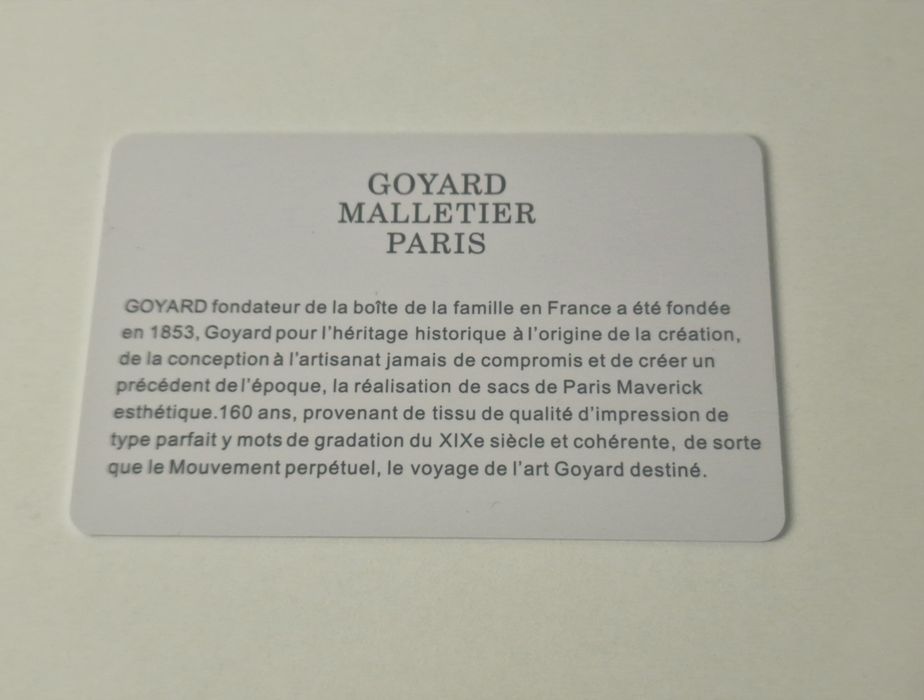 GOYARD
MALLETIER
PARIS
GOYARD fondateur de la boîte de la famille en France a été fondée
en 1853, Goyard pour l'héritage historique à l'origine de la création,
de la conception à l'artisanat jamais de compromis et de créer un
précédent de l'époque, la réalisation de sacs de Paris Maverick
esthétique.160 ans, provenant de tissu de qualité d'impression de
type parfait y mots de gradation du XIXe siècle et cohérente, de sorte
que le Mouvement perpétuel, le voyage de l'art Goyard destiné.